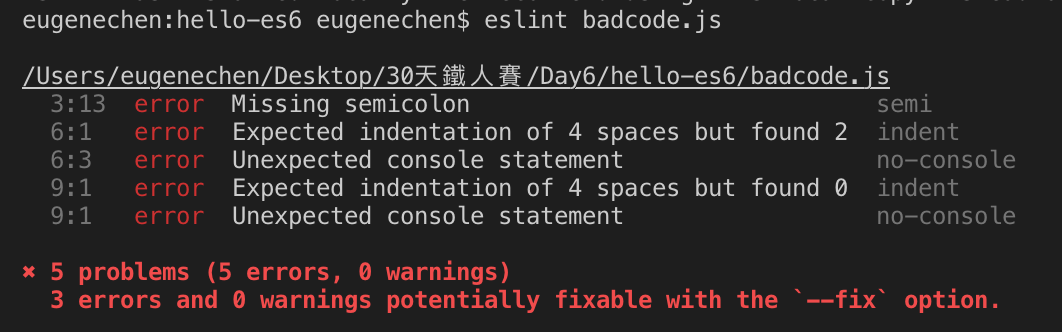 eugenechen:hello-es6 eugenechen$ eslint badcode.js
/Users/eugenechen/Desktop/30天鐵人賽/Day6/hello-es6/badcode.js
3:13 error Missing semicolon semi
6:1 error Expected indentation of 4 spaces but found 2 indent
6:3 error Unexpected console statement no-console
9:1 error Expected indentation of 4 spaces but found 0 indent
9:1 error Unexpected console statement no-console
✖ 5 problems (5 errors, 0 warnings)
3 errors and 0 warnings potentially fixable with the `--fix` option.